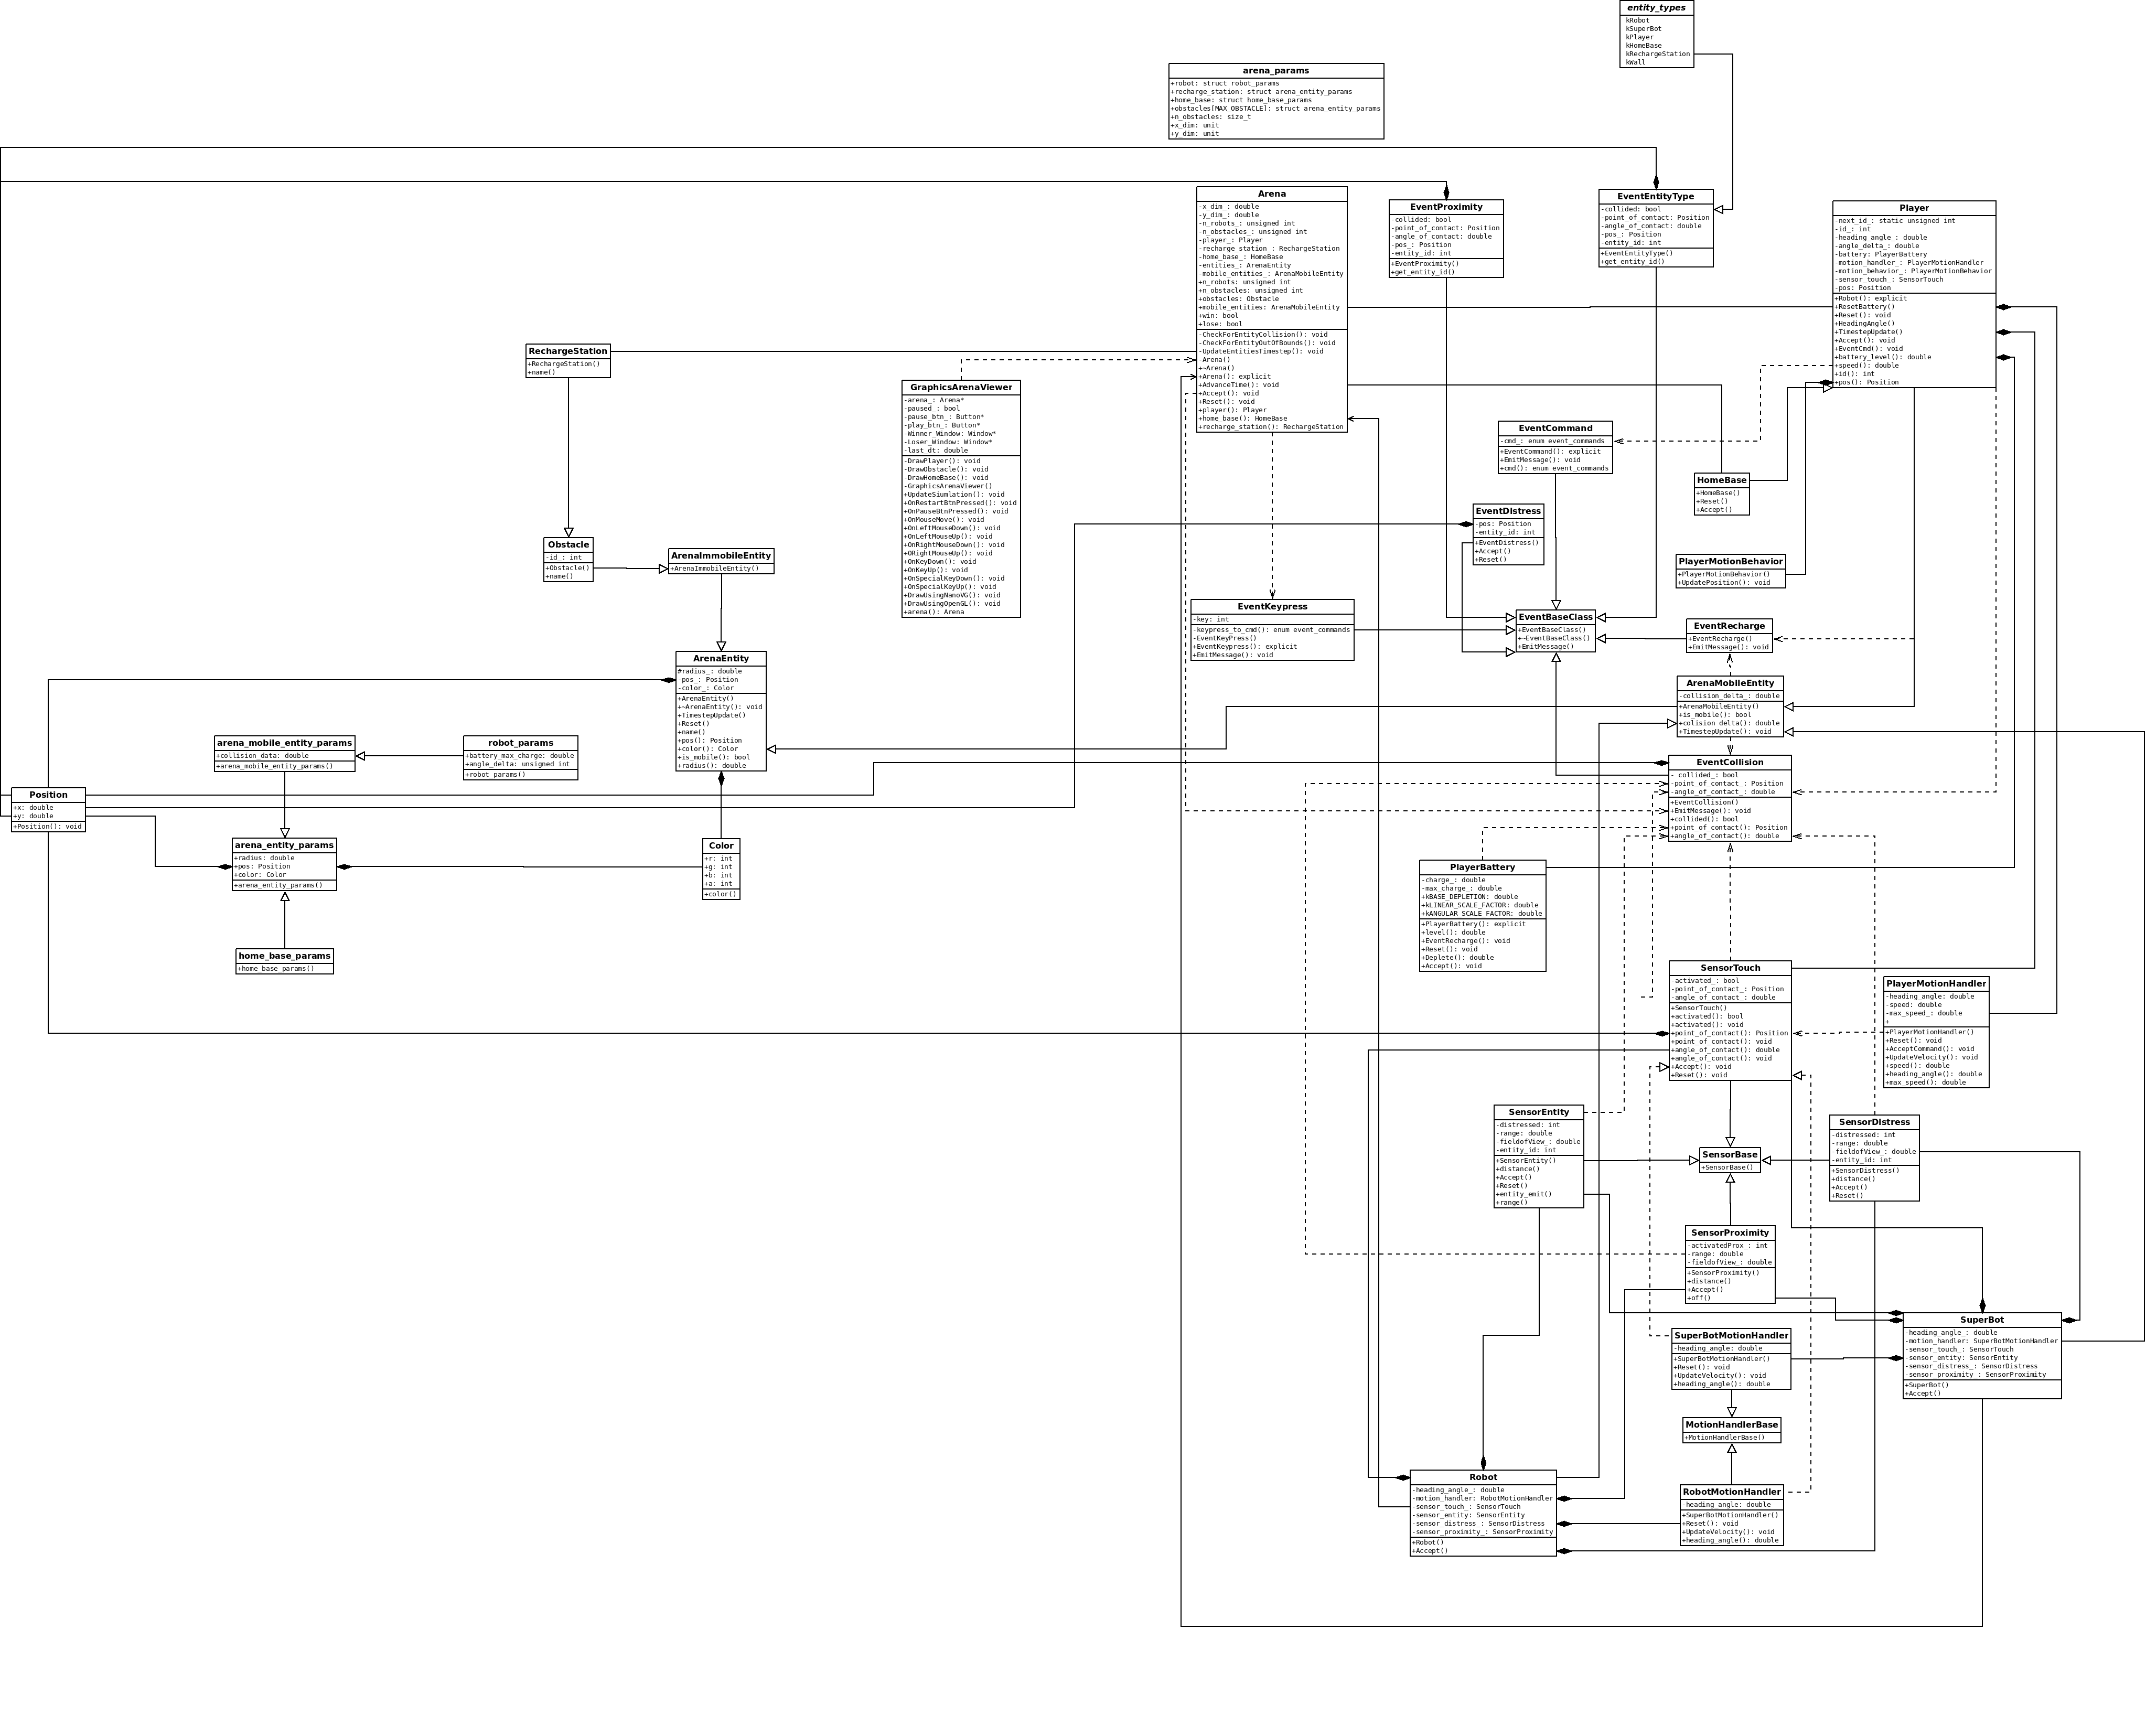 entity_types
kRobot
kSuperBot
kPlayer
kHomeBase
kRechargeStation
kWall
arena_params
+robot: struct robot_params
+recharge_station: struct arena_entity_params
+home_base: struct home_base_params
+obstacles[MAX_OBSTACLE]: struct arena_entity_params
+n_obstacles: size_t
+x_dim: unit
+y_dim: unit
Arena
-x_dim_: double
-y_dim_: double
-n_robots_: unsigned int
-n_obstacles_: unsigned int
-player_: Player
-recharge_station_: RechargeStation
-home_base_: HomeBase
-entities_: ArenaEntity
-mobile_entities_: ArenaMobileEntity
+n_robots: unsigned int
+n_obstacles: unsigned int
+obstacles: Obstacle
+mobile_entities: ArenaMobileEntity
+win: bool
+lose: bool
-CheckForEntityCollision(): void
-CheckForEntityOutOfBounds(): void
-UpdateEntitiesTimestep(): void
-Arena()
+~Arena()
+Arena(): explicit
+AdvanceTime(): void
+Accept(): void
+Reset(): void
+player(): Player
+home_base(): HomeBase
+recharge_station(): RechargeStation
EventProximity
-collided: bool
-point_of_contact: Position
-angle_of_contact: double
-pos_: Position
-entity_id: int
+EventProximity()
+get_entity_id()
EventEntityType
-collided: bool
-point_of_contact: Position
-angle_of_contact: double
-pos_: Position
-entity_id: int
+EventEntityType()
+get_entity_id()
Player
-next_id_: static unsigned int
-id_: int
-heading_angle_: double
-angle_delta_: double
-battery: PlayerBattery
-motion_handler_: PlayerMotionHandler
-motion_behavior_: PlayerMotionBehavior
-sensor_touch_: SensorTouch
-pos: Position
+Robot(): explicit
+ResetBattery()
+Reset(): void
+HeadingAngle()
+TimestepUpdate()
+Accept(): void
+EventCmd(): void
+battery_level(): double
+speed(): double
+id(): int
+pos(): Position
RechargeStation
+RechargeStation()
+name()
GraphicsArenaViewer
-arena_: Arena*
-paused_: bool
-pause_btn_: Button*
-play_btn_: Button*
-Winner_Window: Window*
-Loser_Window: Window*
-last_dt: double
-DrawPlayer(): void
-DrawObstacle(): void
-DrawHomeBase(): void
-GraphicsArenaViewer()
+UpdateSiumlation(): void
+OnRestartBtnPressed(): void
+OnPauseBtnPressed(): void
+OnMouseMove(): void
+OnLeftMouseDown(): void
+OnLeftMouseUp(): void
+OnRightMouseDown(): void
+ORightMouseUp(): void
+OnKeyDown(): void
+OnKeyUp(): void
+OnSpecialKeyDown(): void
+OnSpecialKeyUp(): void
+DrawUsingNanoVG(): void
+DrawUsingOpenGL(): void
+arena(): Arena
EventCommand
-cmd_: enum event_commands
+EventCommand(): explicit
+EmitMessage(): void
+cmd(): enum event_commands
HomeBase
+HomeBase()
+Reset()
+Accept()
EventDistress
-pos: Position
-entity_id: int
+EventDistress()
+Accept()
+Reset()
Obstacle
-id_: int
+Obstacle()
+name()
ArenaImmobileEntity
+ArenaImmobileEntity()
PlayerMotionBehavior
+PlayerMotionBehavior()
+UpdatePosition(): void
EventKeypress
-key: int
-keypress_to_cmd(): enum event_commands
-EventKeyPress()
+EventKeypress(): explicit
+EmitMessage(): void
EventBaseClass
+EventBaseClass()
+~EventBaseClass()
+EmitMessage()
EventRecharge
+EventRecharge()
+EmitMessage(): void
ArenaEntity
#radius_: double
-pos_: Position
-color_: Color
+ArenaEntity()
+~ArenaEntity(): void
+TimestepUpdate()
+Reset()
+name()
+pos(): Position
+color(): Color
+is_mobile(): bool
+radius(): double
ArenaMobileEntity
-collision_delta_: double
+ArenaMobileEntity()
+is_mobile(): bool
+colision delta(): double
+TimestepUpdate(): void
arena_mobile_entity_params
+collision_data: double
+arena_mobile_entity_params()
robot_params
+battery_max_charge: double
+angle_delta: unsigned int
+robot_params()
EventCollision
- collided_: bool
-point_of_contact_: Position
-angle_of_contact_: double
+EventCollision()
+EmitMessage(): void
+collided(): bool
+point_of_contact(): Position
+angle_of_contact(): double
Position
+x: double
+y: double
+Position(): void
arena_entity_params
+radius: double
+pos: Position
+color: Color
+arena_entity_params()
Color
+r: int
+g: int
+b: int
+a: int
+color()
PlayerBattery
-charge_: double
-max_charge_: double
+kBASE_DEPLETION: double
+kLINEAR_SCALE_FACTOR: double
+kANGULAR_SCALE_FACTOR: double
+PlayerBattery(): explicit
+level(): double
+EventRecharge(): void
+Reset(): void
+Deplete(): double
+Accept(): void
home_base_params
+home_base_params()
SensorTouch
-activated_: bool
-point_of_contact_: Position
-angle_of_contact_: double
+SensorTouch()
+activated(): bool
+activated(): void
+point_of_contact(): Position
+point_of_contact(): void
+angle_of_contact(): double
+angle_of_contact(): void
+Accept(): void
+Reset(): void
PlayerMotionHandler
-heading_angle: double
-speed: double
-max_speed_: double
+
+PlayerMotionHandler()
+Reset(): void
+AcceptCommand(): void
+UpdateVelocity(): void
+speed(): double
+heading_angle(): double
+max_speed(): double
SensorEntity
-distressed: int
-range: double
-fieldofView_: double
-entity_id: int
+SensorEntity()
+distance()
+Accept()
+Reset()
+entity_emit()
+range()
SensorBase
+SensorBase()
SensorDistress
-distressed: int
-range: double
-fieldofView_: double
-entity_id: int
+SensorDistress()
+distance()
+Accept()
+Reset()
SensorProximity
-activatedProx_: int
-range: double
-fieldofView_: double
+SensorProximity()
+distance()
+Accept()
+off()
SuperBot
-heading_angle_: double
-motion_handler: SuperBotMotionHandler
-sensor_touch_: SensorTouch
-sensor_entity: SensorEntity
-sensor_distress_: SensorDistress
-sensor_proximity_: SensorProximity
+SuperBot()
+Accept()
SuperBotMotionHandler
-heading_angle: double
+SuperBotMotionHandler()
+Reset(): void
+UpdateVelocity(): void
+heading_angle(): double
MotionHandlerBase
+MotionHandlerBase()
Robot
-heading_angle_: double
-motion_handler: RobotMotionHandler
-sensor_touch_: SensorTouch
-sensor_entity: SensorEntity
-sensor_distress_: SensorDistress
-sensor_proximity_: SensorProximity
+Robot()
+Accept()
RobotMotionHandler
-heading_angle: double
+SuperBotMotionHandler()
+Reset(): void
+UpdateVelocity(): void
+heading_angle(): double